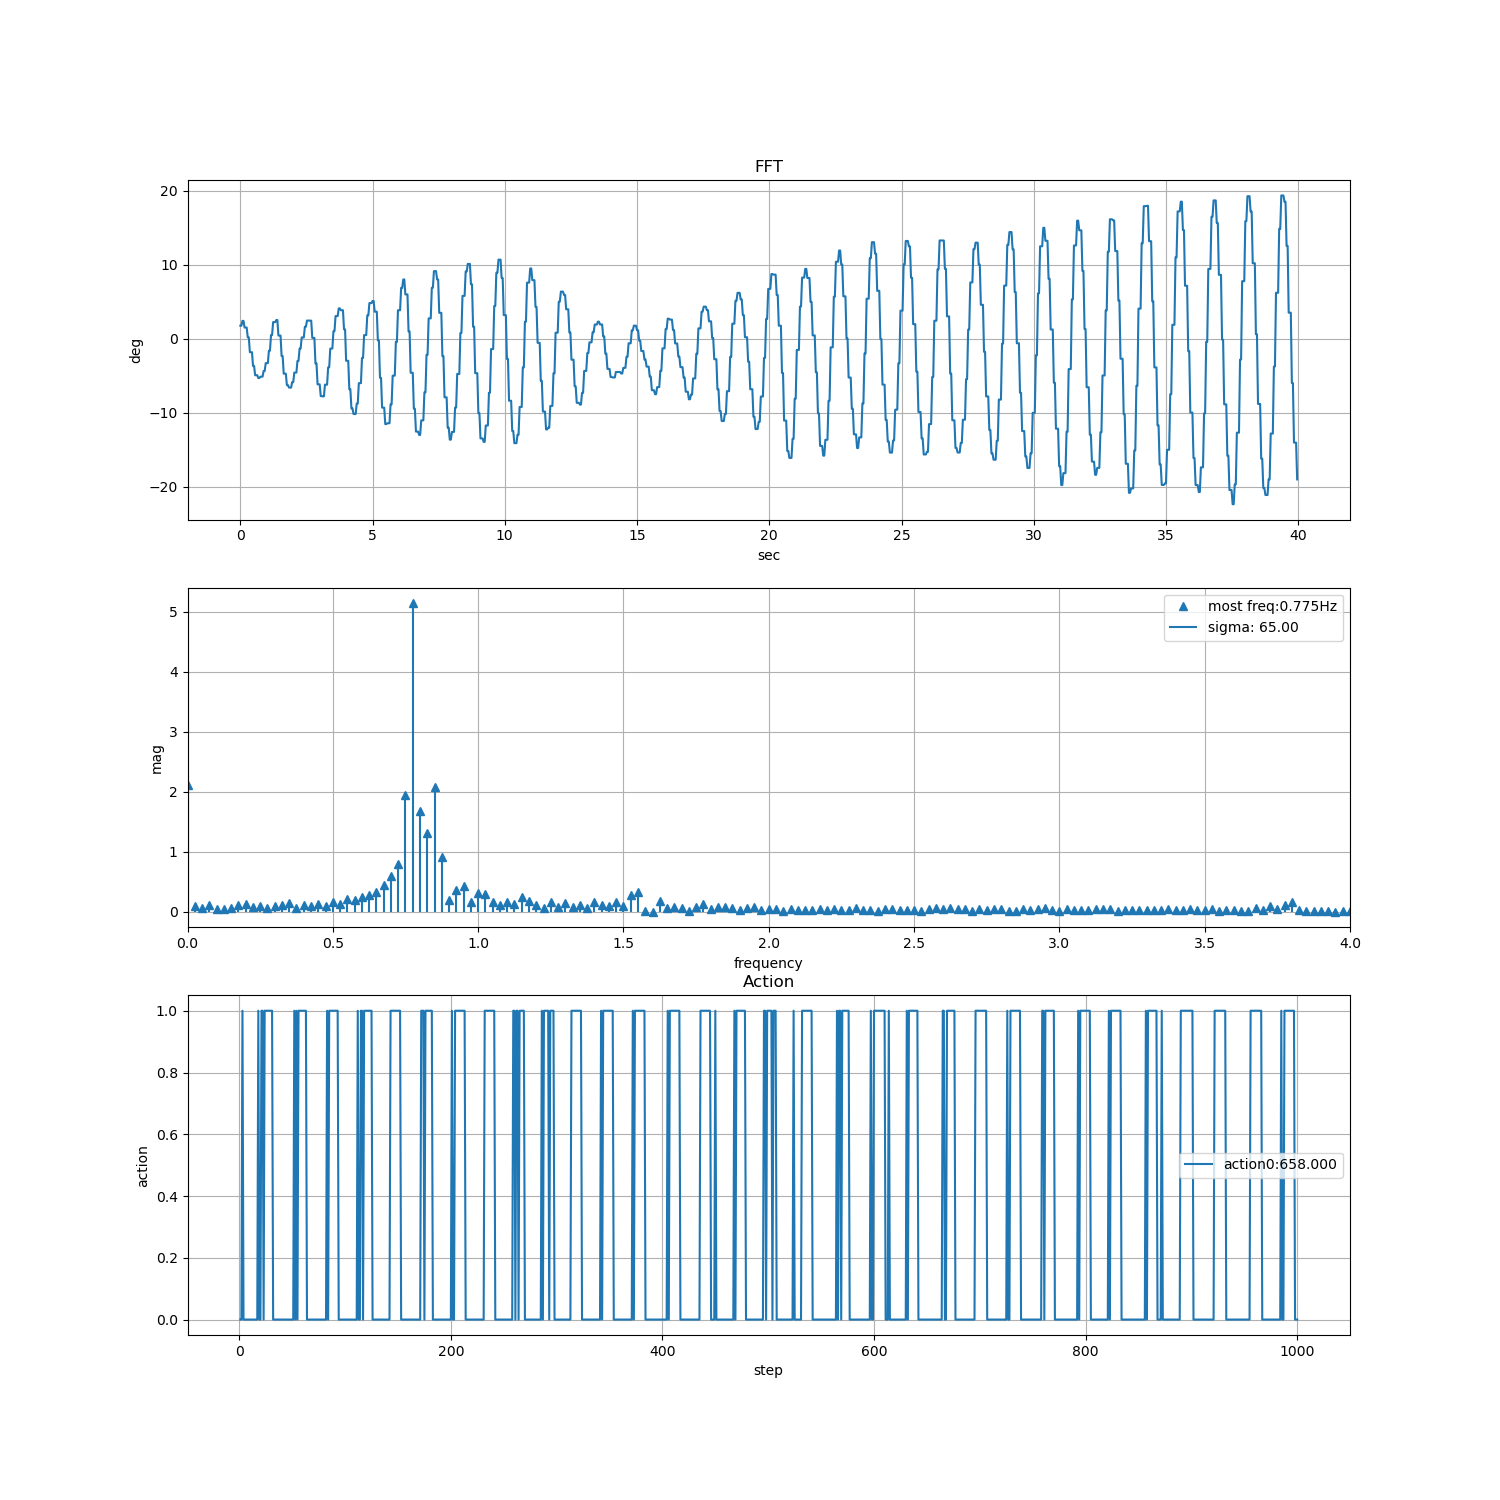 FFT
20
10
0
−10
−20
deg
0 5 10 15 20 25 30 35 40
sec
5
4
3
2
1
0
mag
most freq:0.775Hz
sigma: 65.00
0.0 0.5 1.0 1.5 2.0 2.5 3.0 3.5 4.0
frequency
Action
1.0
0.8
0.6
0.4
0.2
0.0
action
action0:658.000
0 200 400 600 800 1000
step